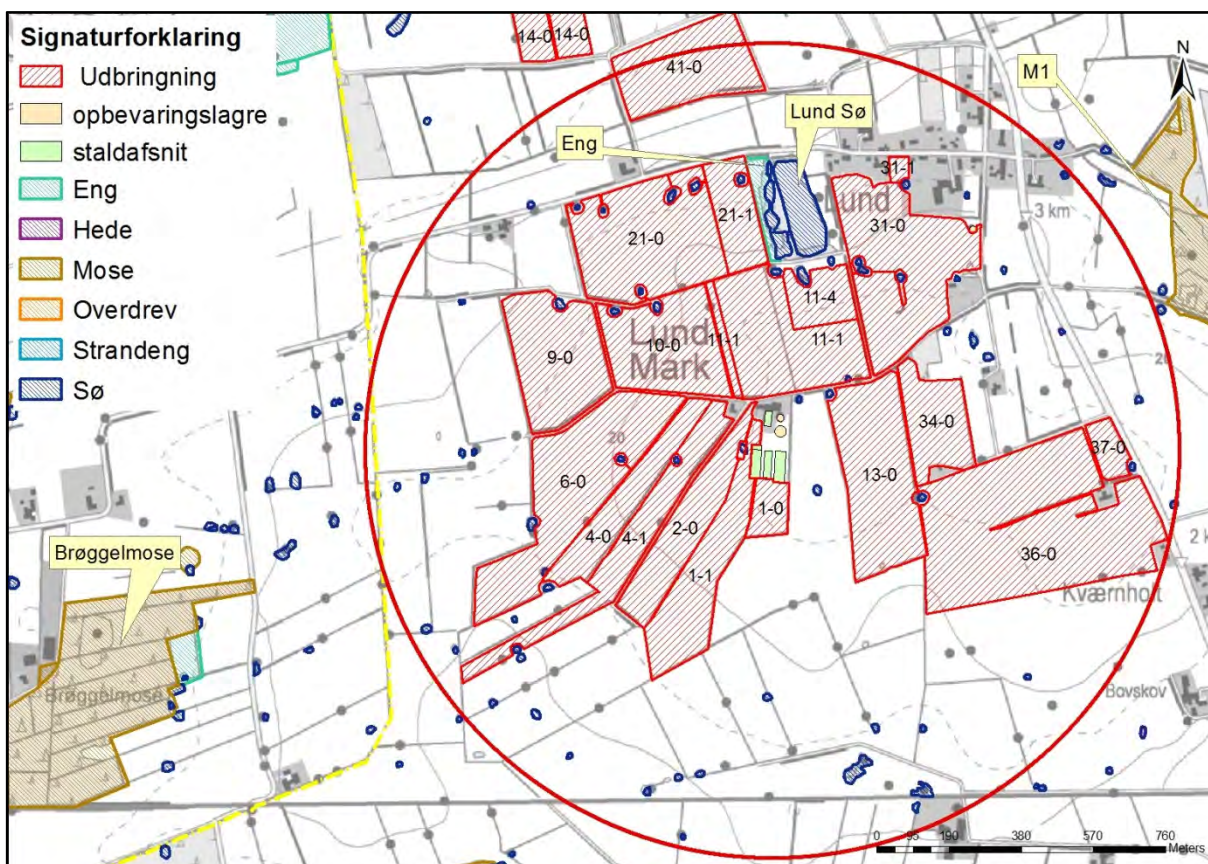 Signaturforklaring
Udbringning
opbevaringslagre
staldafsnit
Eng
Hede
Mose
Overdrev
Strandeng
Sø
14-0
14-0
41-0
N
M1
Lund Sø
Eng
31-1
Lund
3 km
21-1
21-0
31-0
11-4
Lund
Mark
10-0
11-1
11-1
9-0
20
20
34-0
37-0
13-0
6-0
1-0
2-0
4-0
4-1
36-0
2 k
Brøggelmose
1-1
Kværnholt
Brøggelmose
Bovskov
0 95 190 380 570 760
Meters